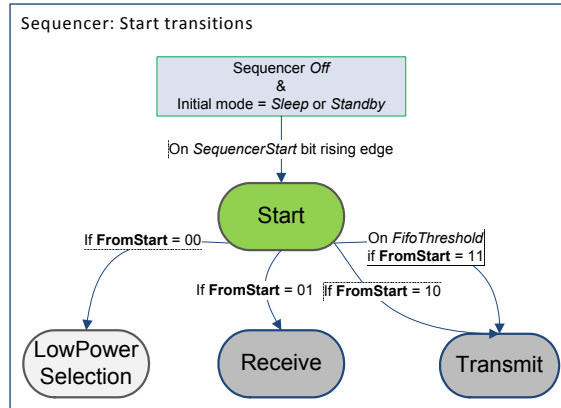 Sequencer: Start transitions
Sequencer Off
&
Initial mode = Sleep or Standby
On SequencerStart bit rising edge
Start
If FromStart = 00
On FifoThreshold
if FromStart = 11
If FromStart = 01
If FromStart = 10
LowPower
Selection
Receive
Transmit